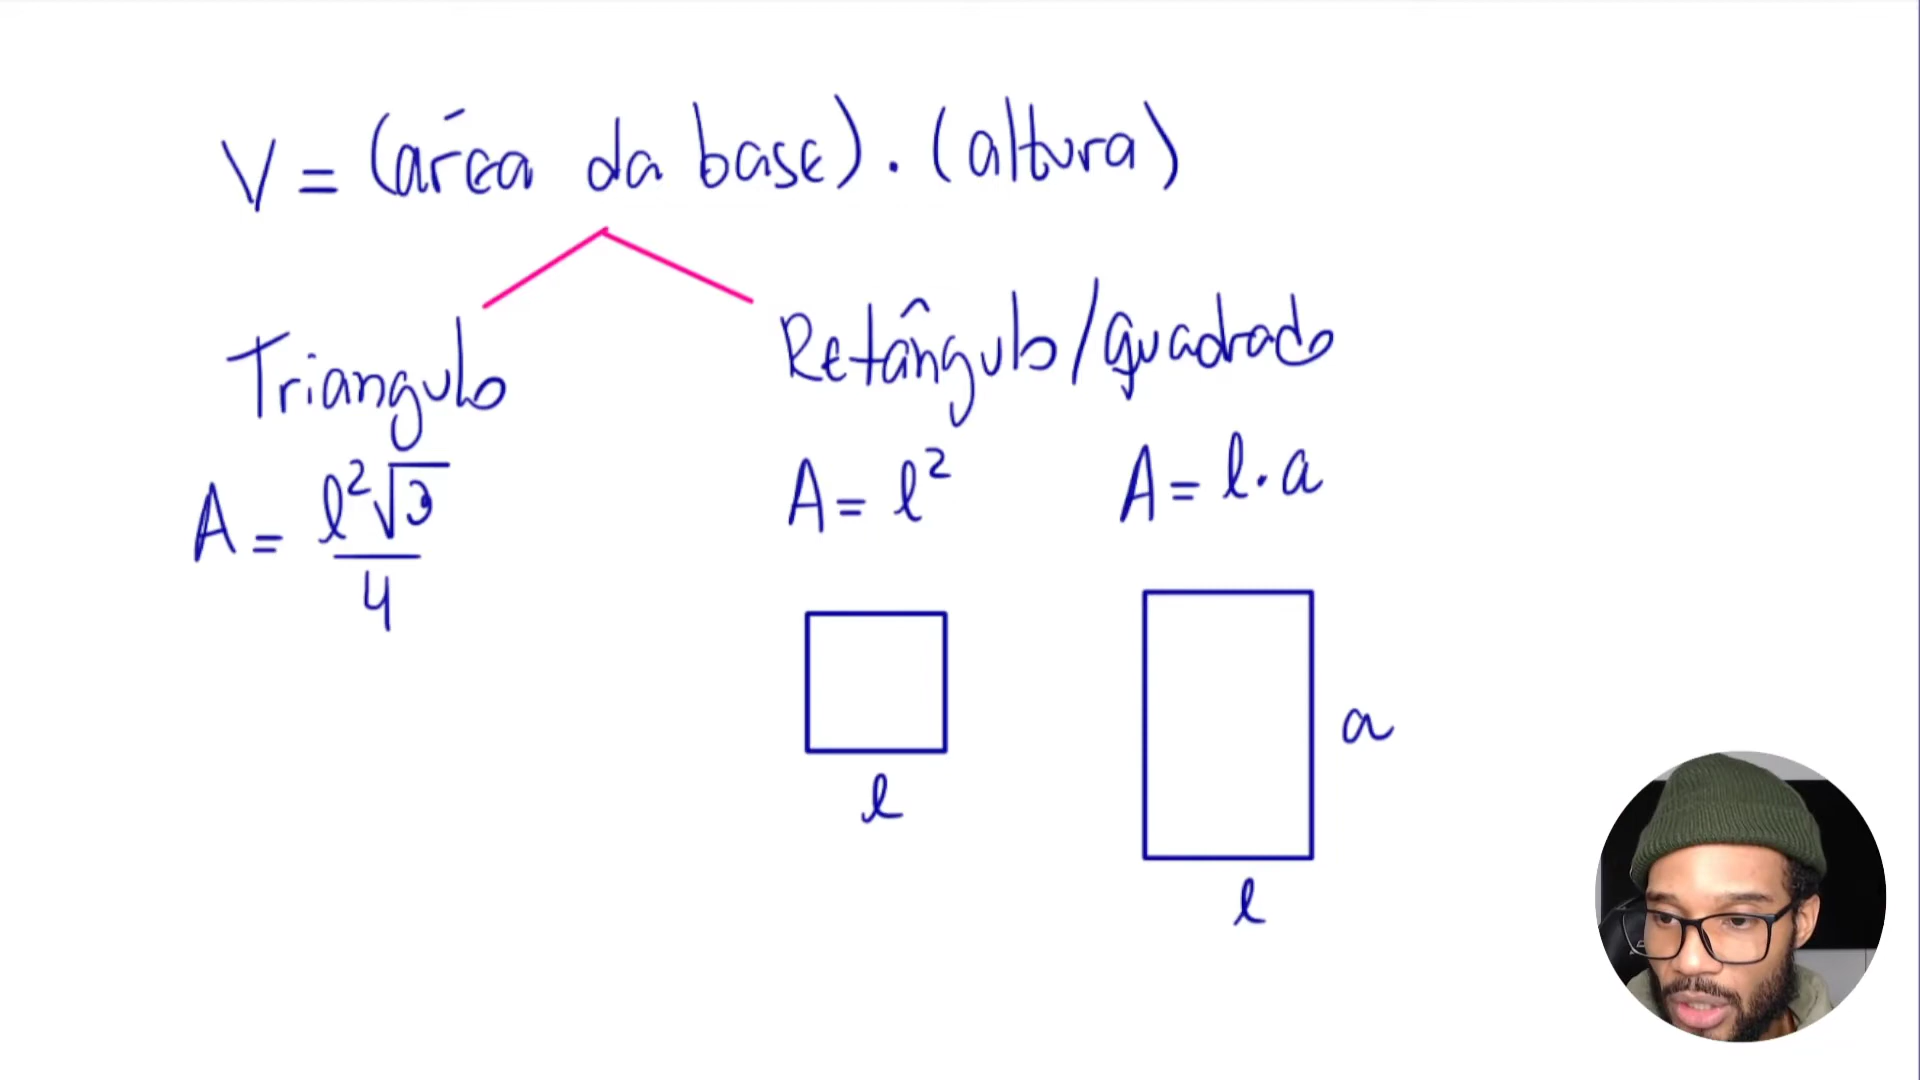 V = (área da base) . (altura)
Triangulo
Retângulo/quadrado
A = l²√3/4
A = l²
A = l.a
a
l
l